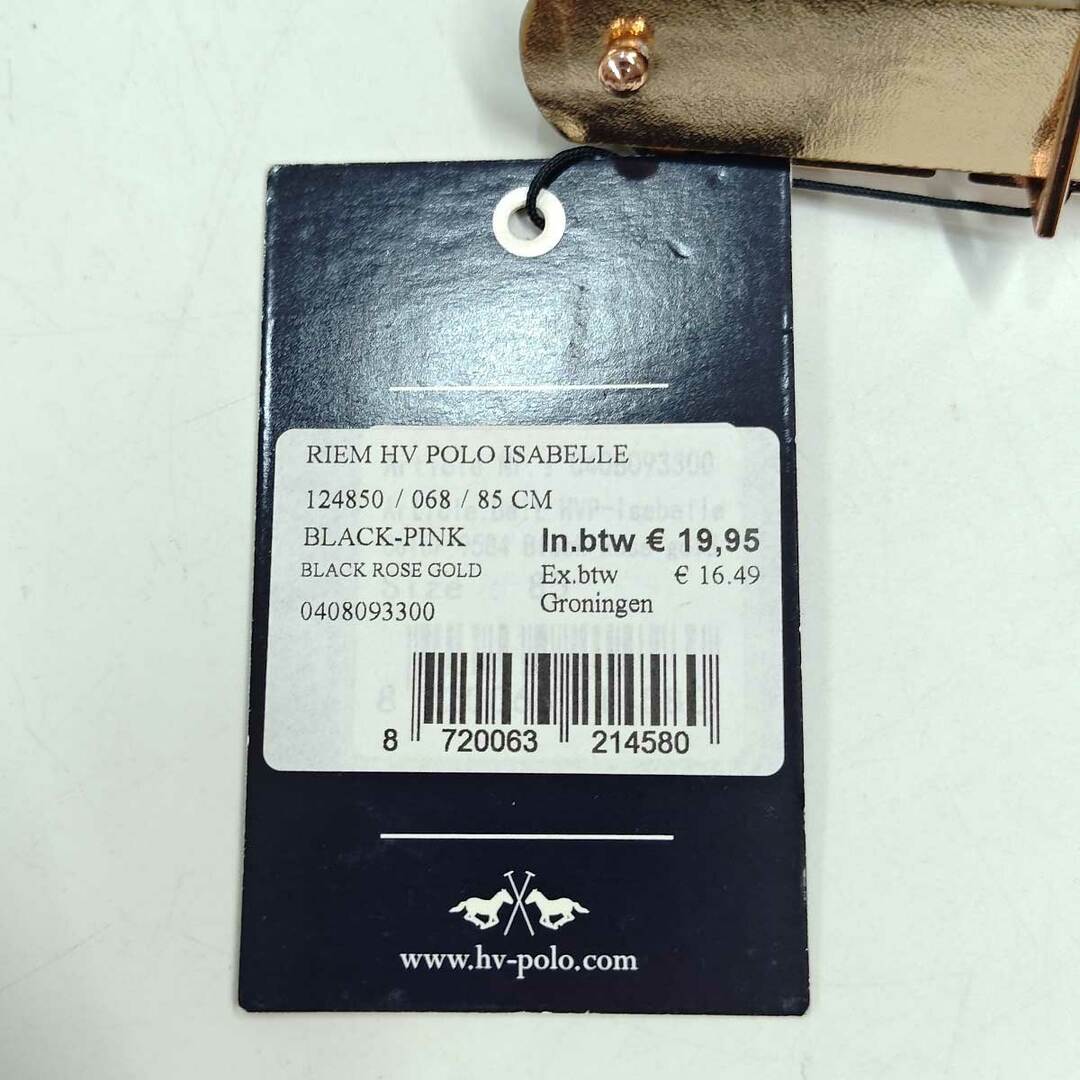 RIEM HV POLO ISABELLE
124850 / 068 / 85 CM
BLACK-PINK In.btw € 19,95
BLACK ROSE GOLD Ex.btw € 16.49
0408093300 Groningen
8 720063 214580
www.hv-polo.com